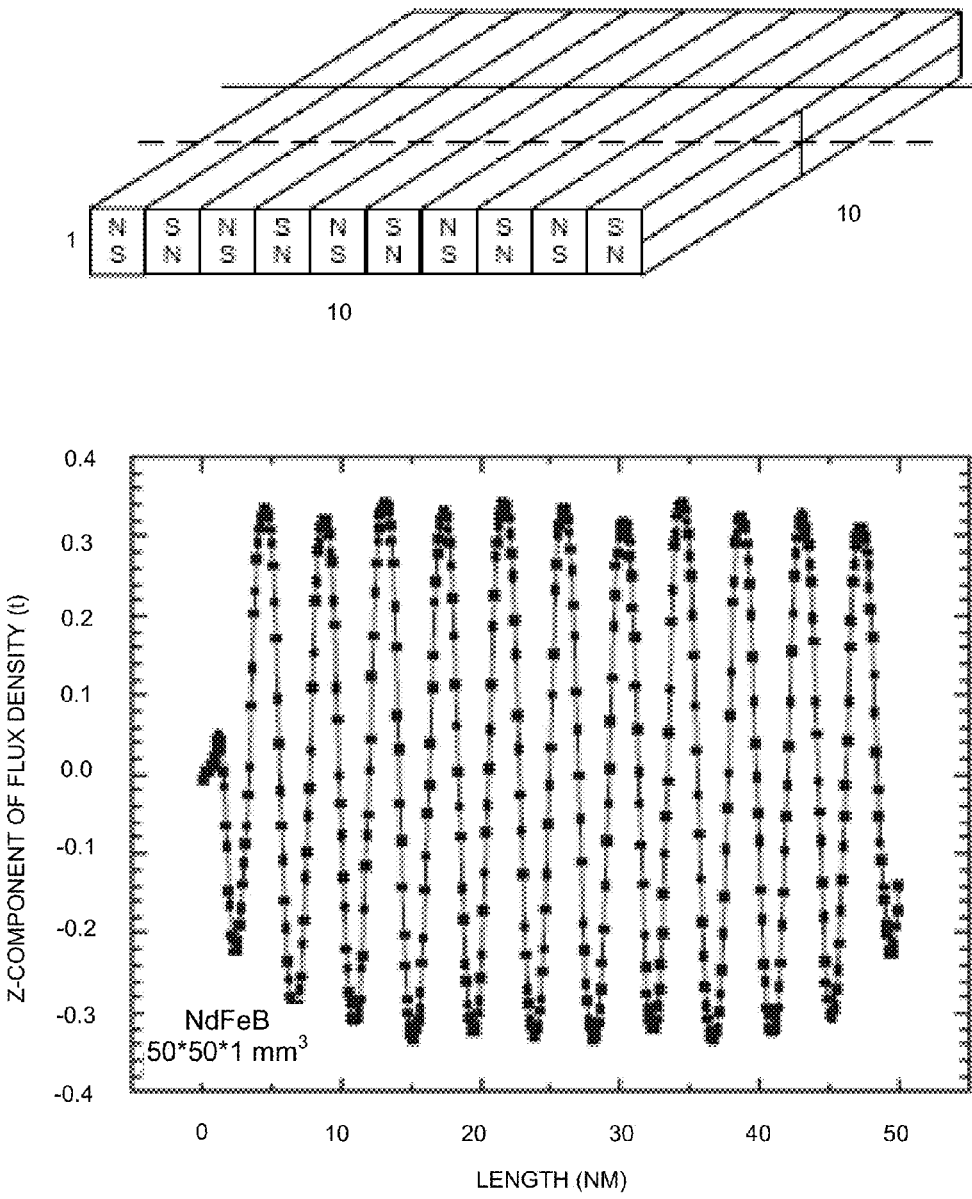 N S N S N S N S N S
1
S N S N S N S N S N
10
10
0.4
0.3
0.2
0.1
0.0
-0.1
-0.2
-0.3
-0.4
Z-COMPONENT OF FLUX DENSITY (t)
NdFeB
50*50*1 mm³
0 10 20 30 40 50
LENGTH (NM)